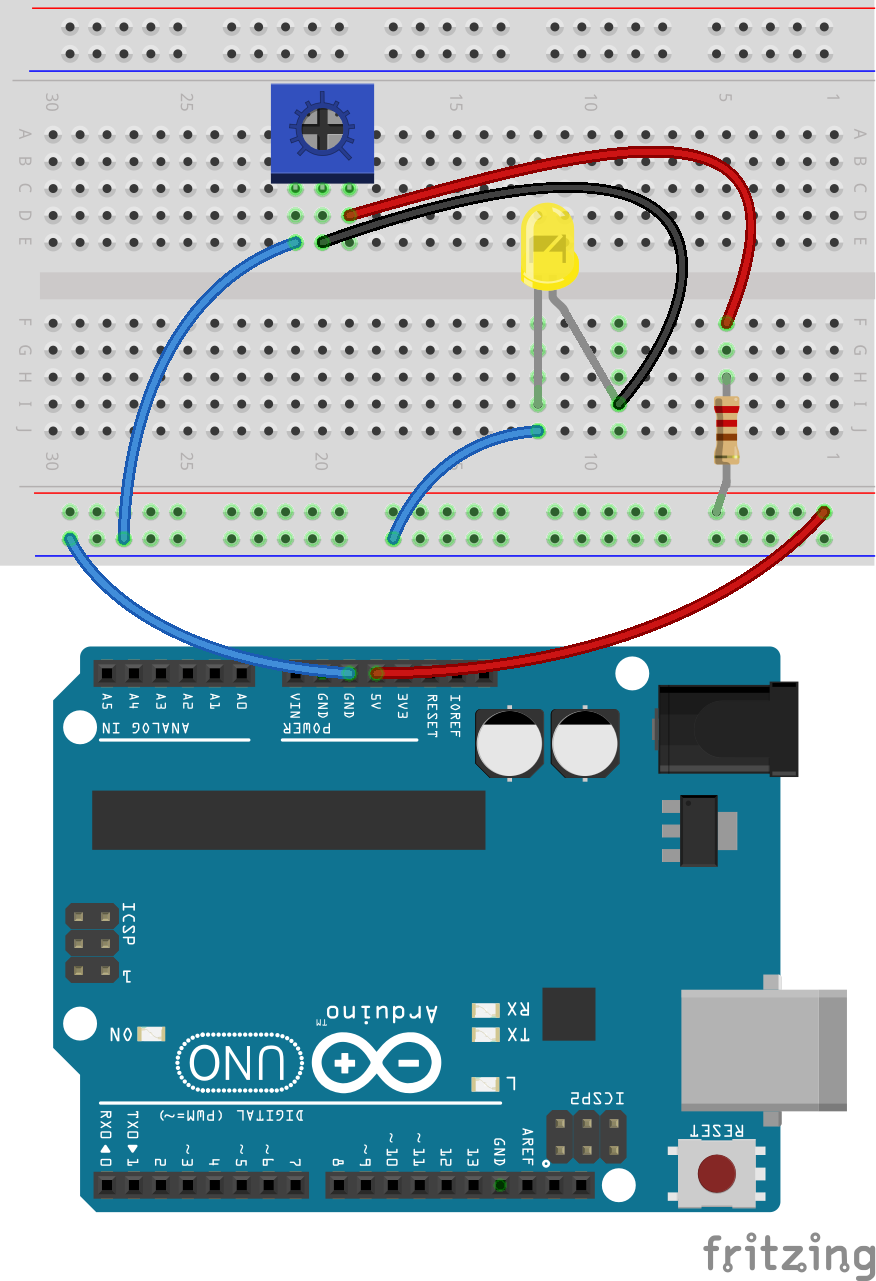 30 25 15 10 5 1
A A
B B
C C
D D
E E
F F
G G
H H
I I
J J
30 25 20 15 10 1
A5 A4 A3 A2 A1 A0 VIN GND GND 5V 3V3 RESET IOREF
ANALOG IN POWER
ICSP
1
Arduino™
RX
ON TX
UNO
L
ICSP2
DIGITAL (PWM=~)
RESET
RX0◄0 TX0►1 2 ~3 4 ~5 ~6 7 8 ~9 ~10 ~11 12 13 GND AREF
fritzing